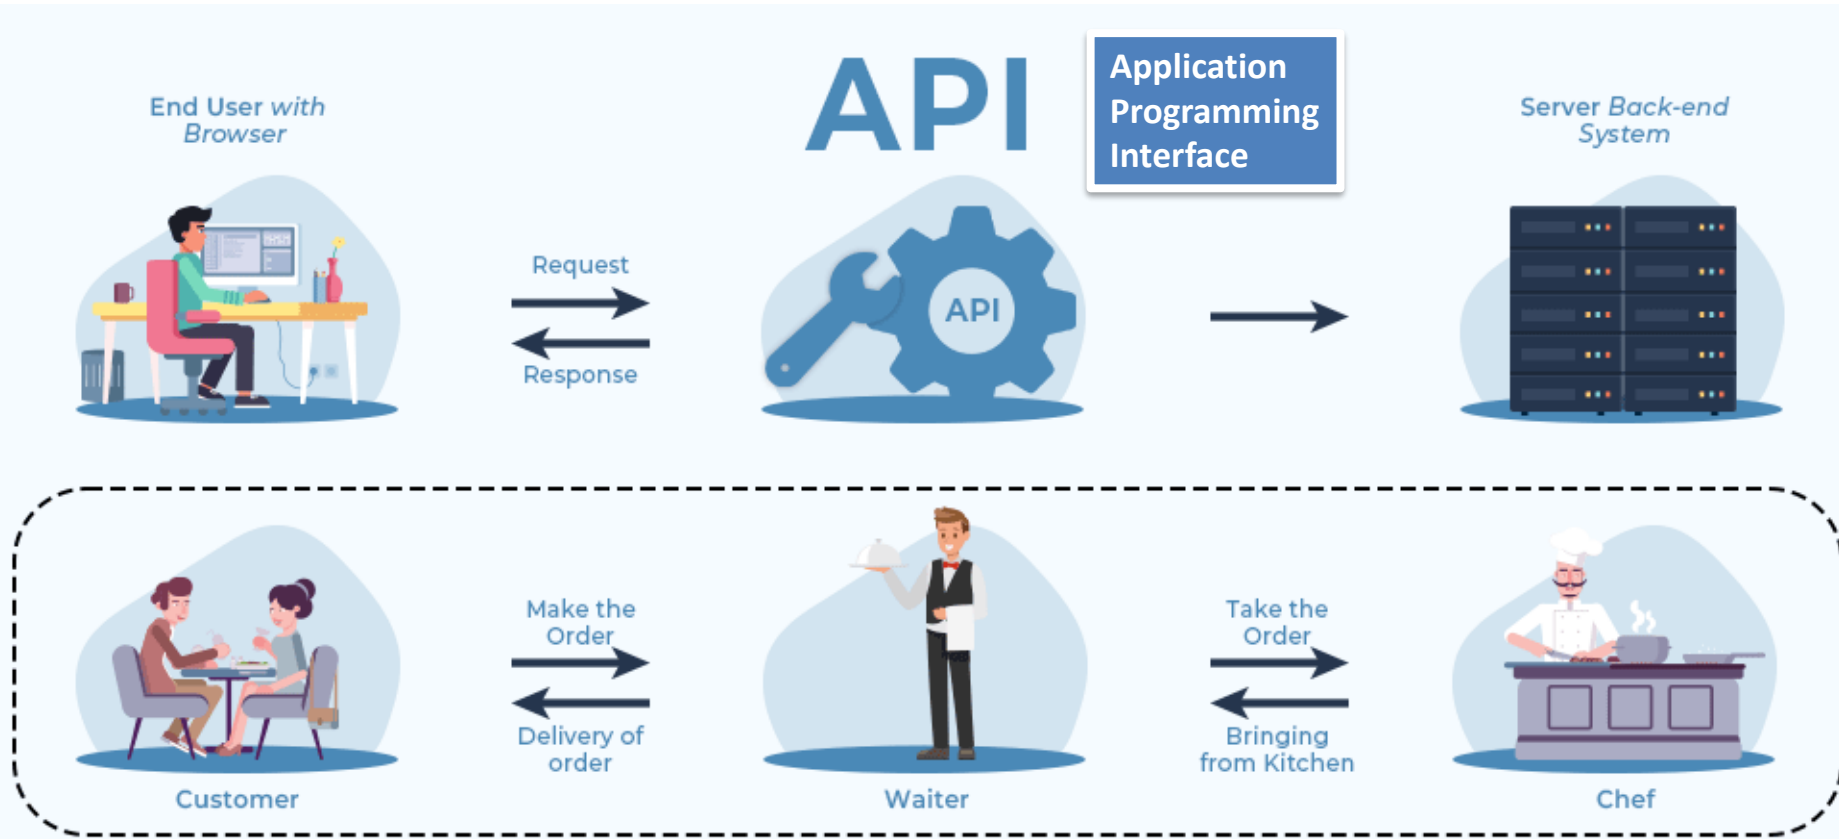 API
Application
Programming
Interface
End User with
Browser
Server Back-end
System
Request
API
Response
Make the
Order
Take the
Order
Delivery of
order
Bringing
from Kitchen
Customer
Waiter
Chef